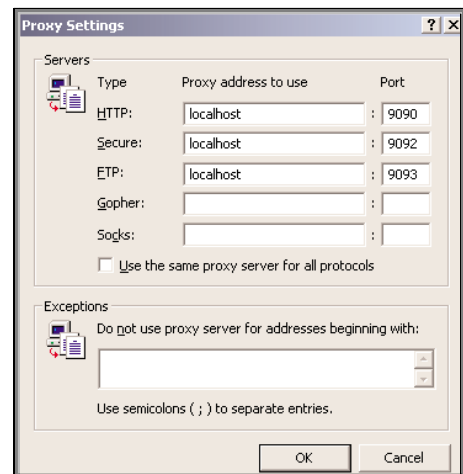 Proxy Settings ? X
Servers
Type Proxy address to use Port
HTTP: localhost : 9090
Secure: localhost : 9092
FTP: localhost : 9093
Gopher: :
Socks: :
Use the same proxy server for all protocols
Exceptions
Do not use proxy server for addresses beginning with:
Use semicolons ( ; ) to separate entries.
OK Cancel